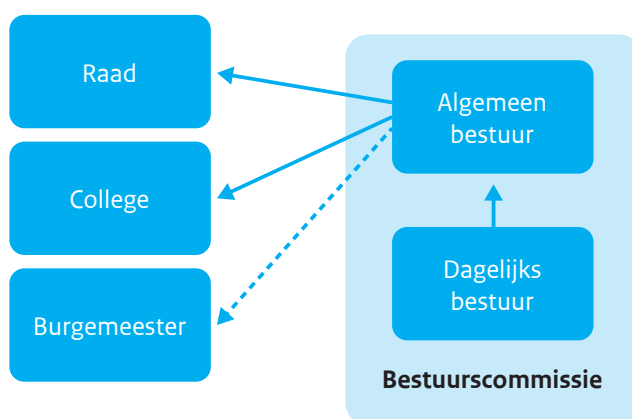 Raad
College
Burgemeester
Algemeen
bestuur
Dagelijks
bestuur
Bestuurscommissie